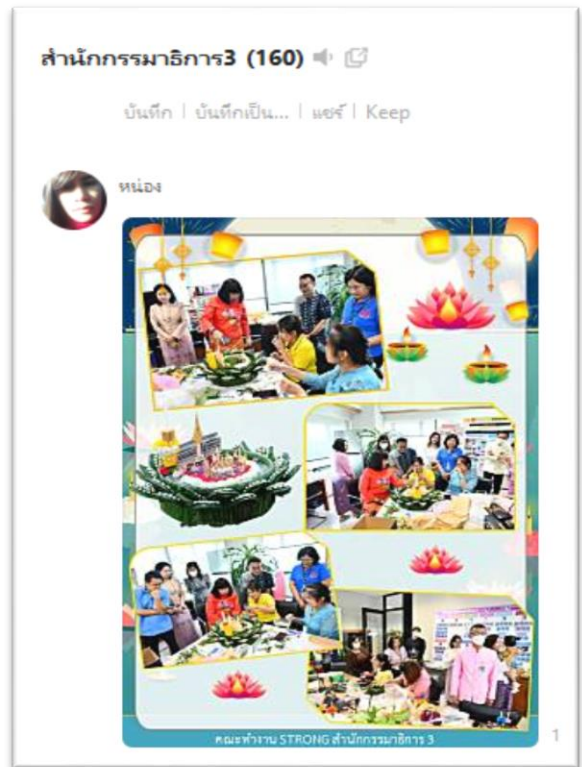 สำนักกรรมาธิการ3 (160)
บันทึก | บันทึกเป็น... | แชร์ | Keep
หน่อง
คณะทำงาน STRONG สำนักกรรมาธิการ 3
1